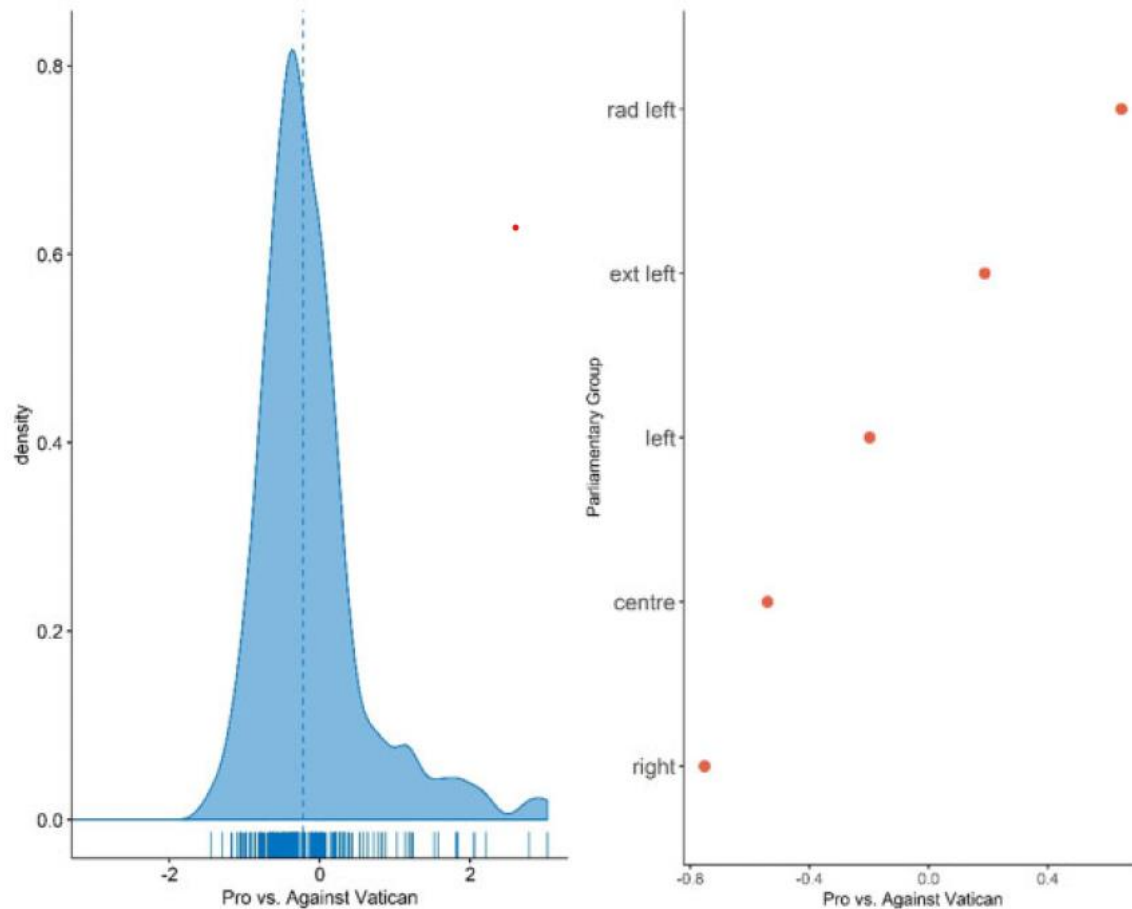 0.8
0.6
0.4
0.2
0.0
density
-2
0
2
Pro vs. Against Vatican
rad left
ext left
left
centre
right
Parliamentary Group
-0.8
-0.4
0.0
0.4
Pro vs. Against Vatican